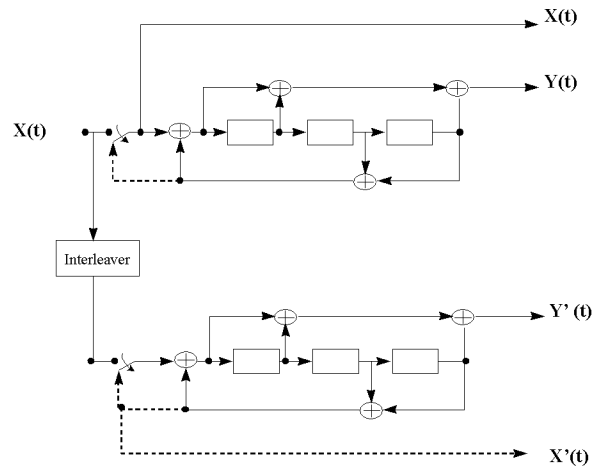 X(t)
Y(t)
X(t)
Interleaver
Y' (t)
X'(t)